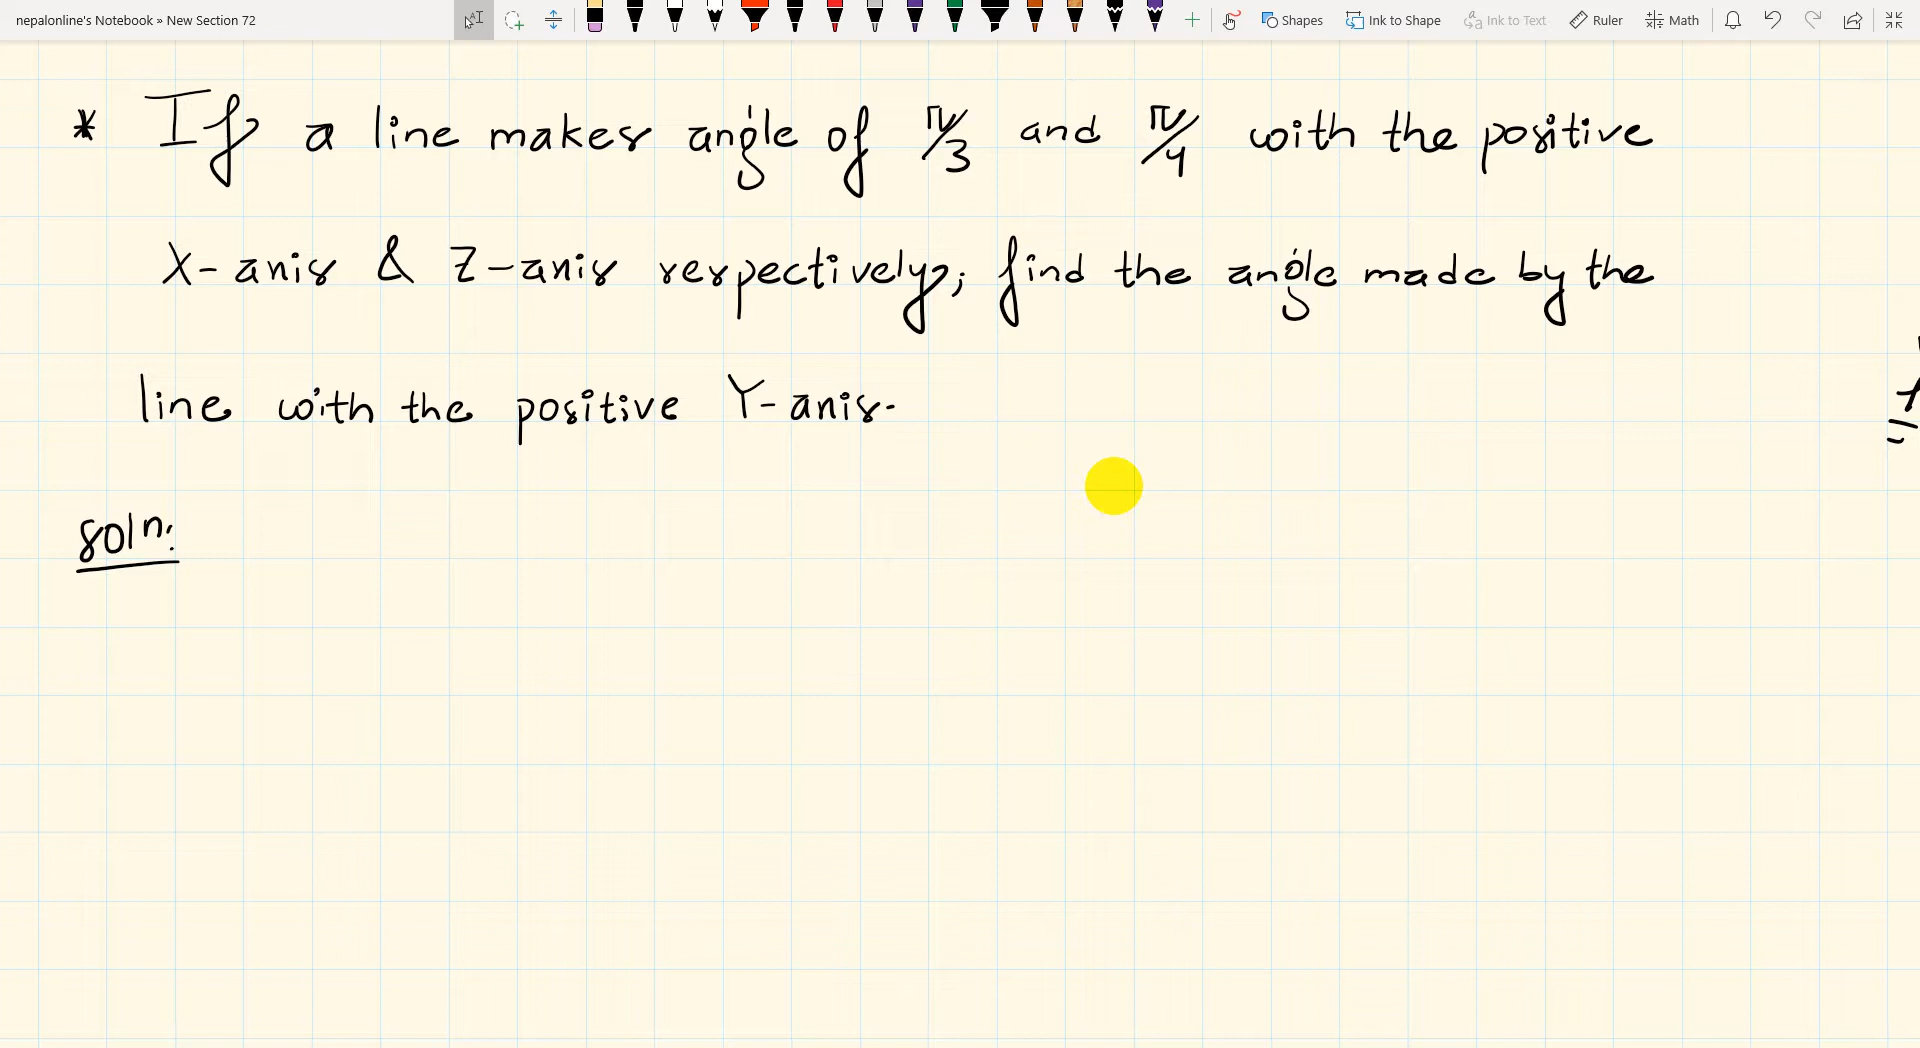 nepalonline's Notebook » New Section 72
Shapes Ink to Shape Ink to Text Ruler Math
* If a line makes angle of π/3 and π/4 with the positive
X-axis & Z-axis respectively, find the angle made by the
line with the positive Y-axis.
soln: